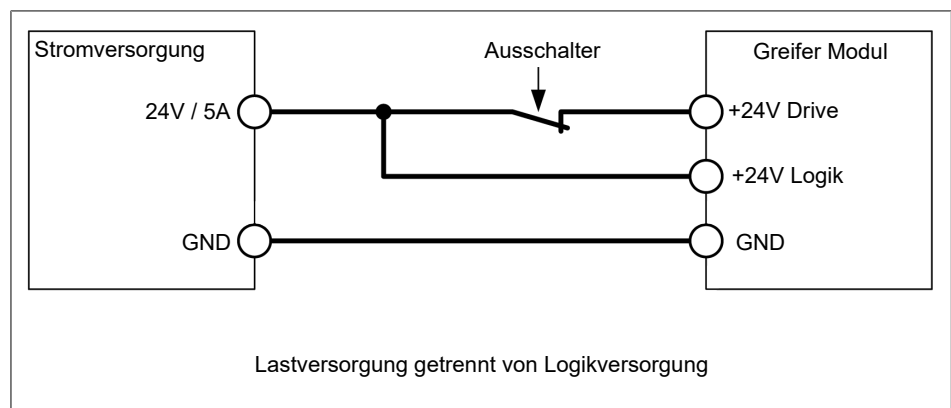 Stromversorgung
Ausschalter
Greifer Modul
24V / 5A
+24V Drive
+24V Logik
GND
GND
Lastversorgung getrennt von Logikversorgung